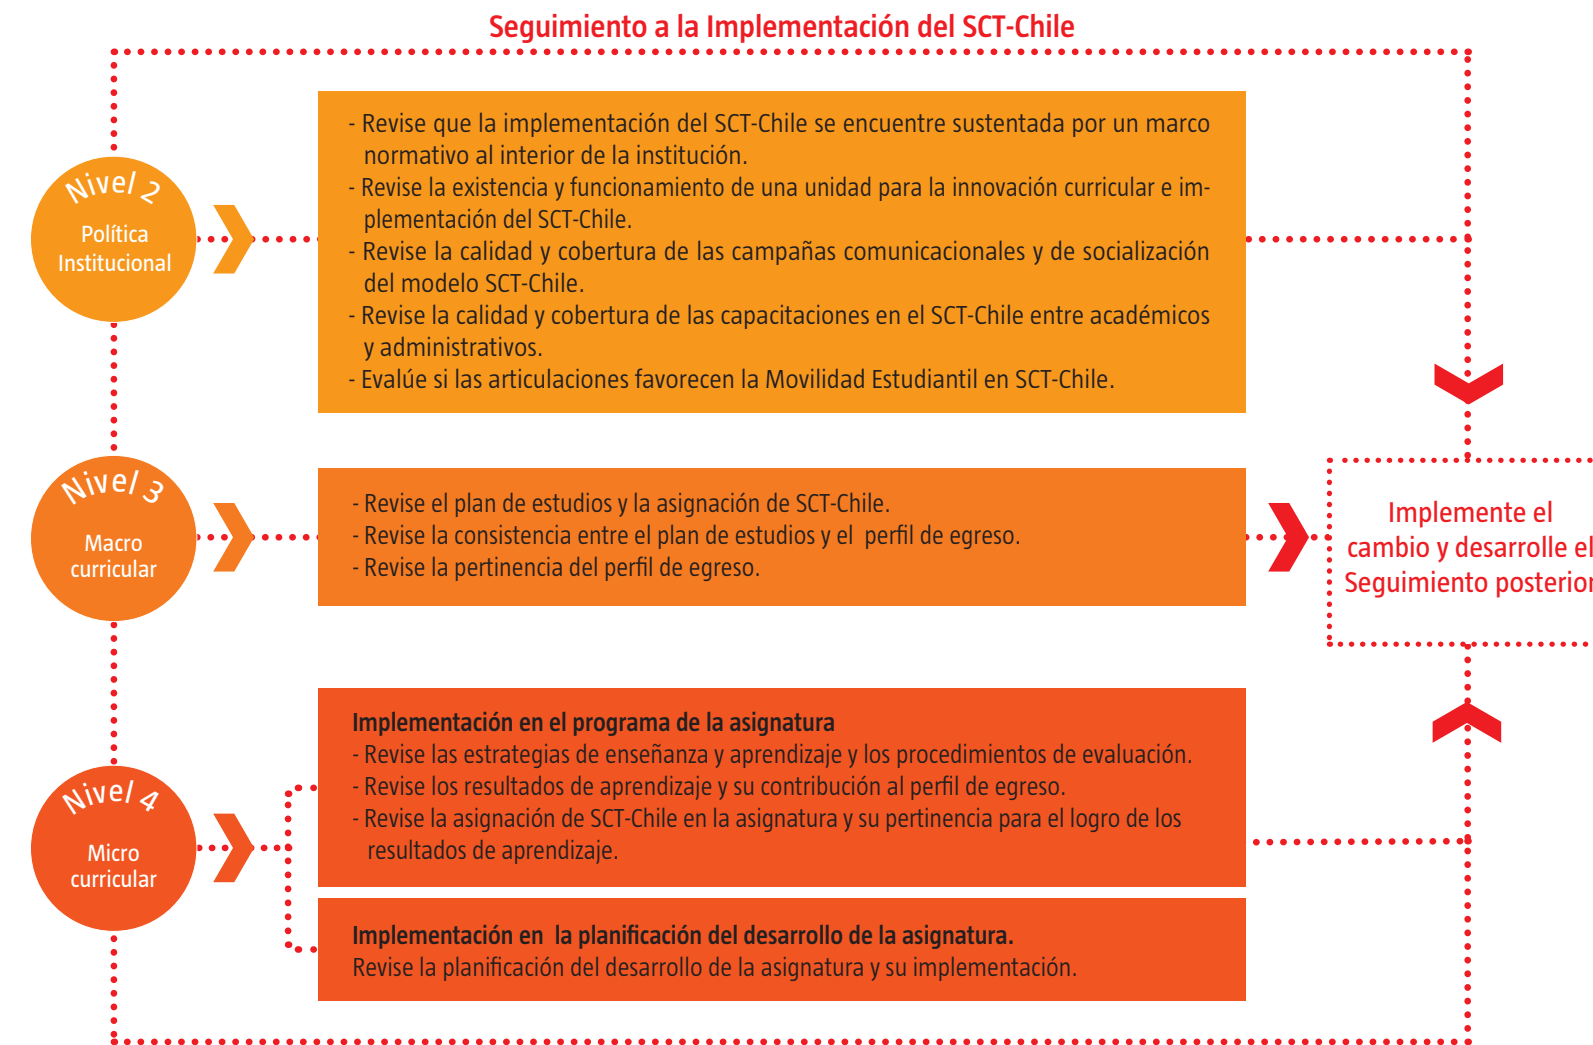 Seguimiento a la Implementación del SCT-Chile
Nivel 2
Política
Institucional
- Revise que la implementación del SCT-Chile se encuentre sustentada por un marco
normativo al interior de la institución.
- Revise la existencia y funcionamiento de una unidad para la innovación curricular e im-
plementación del SCT-Chile.
- Revise la calidad y cobertura de las campañas comunicacionales y de socialización
del modelo SCT-Chile.
- Revise la calidad y cobertura de las capacitaciones en el SCT-Chile entre académicos
y administrativos.
- Evalúe si las articulaciones favorecen la Movilidad Estudiantil en SCT-Chile.
Nivel 3
Macro
curricular
- Revise el plan de estudios y la asignación de SCT-Chile.
- Revise la consistencia entre el plan de estudios y el perfil de egreso.
- Revise la pertinencia del perfil de egreso.
Implemente el
cambio y desarrolle el
Seguimiento posterior
Nivel 4
Micro
curricular
Implementación en el programa de la asignatura
- Revise las estrategias de enseñanza y aprendizaje y los procedimientos de evaluación.
- Revise los resultados de aprendizaje y su contribución al perfil de egreso.
- Revise la asignación de SCT-Chile en la asignatura y su pertinencia para el logro de los
resultados de aprendizaje.
Implementación en la planificación del desarrollo de la asignatura.
Revise la planificación del desarrollo de la asignatura y su implementación.